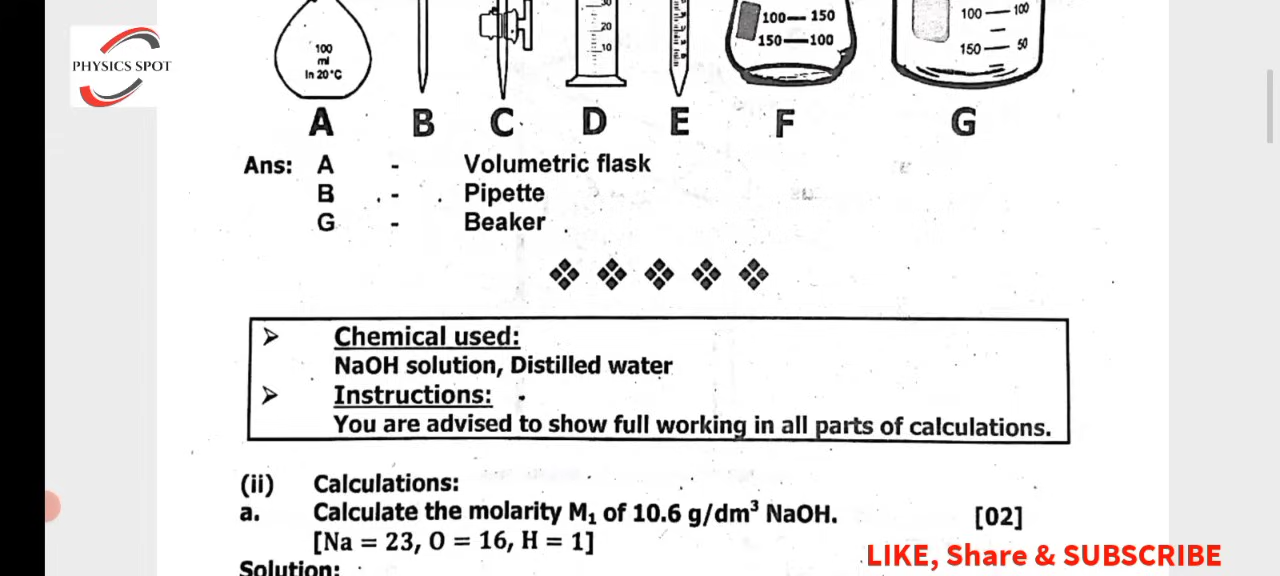 30
20
10
100
ml
In 20°C
100 150
150 100
100 100
150 50
PHYSICS SPOT
A B C D E F G
Ans: A - Volumetric flask
B - Pipette
G - Beaker
Chemical used:
NaOH solution, Distilled water
Instructions:
You are advised to show full working in all parts of calculations.
(ii) Calculations:
a. Calculate the molarity M₁ of 10.6 g/dm³ NaOH. [02]
[Na = 23, O = 16, H = 1]
Solution:
LIKE, Share & SUBSCRIBE